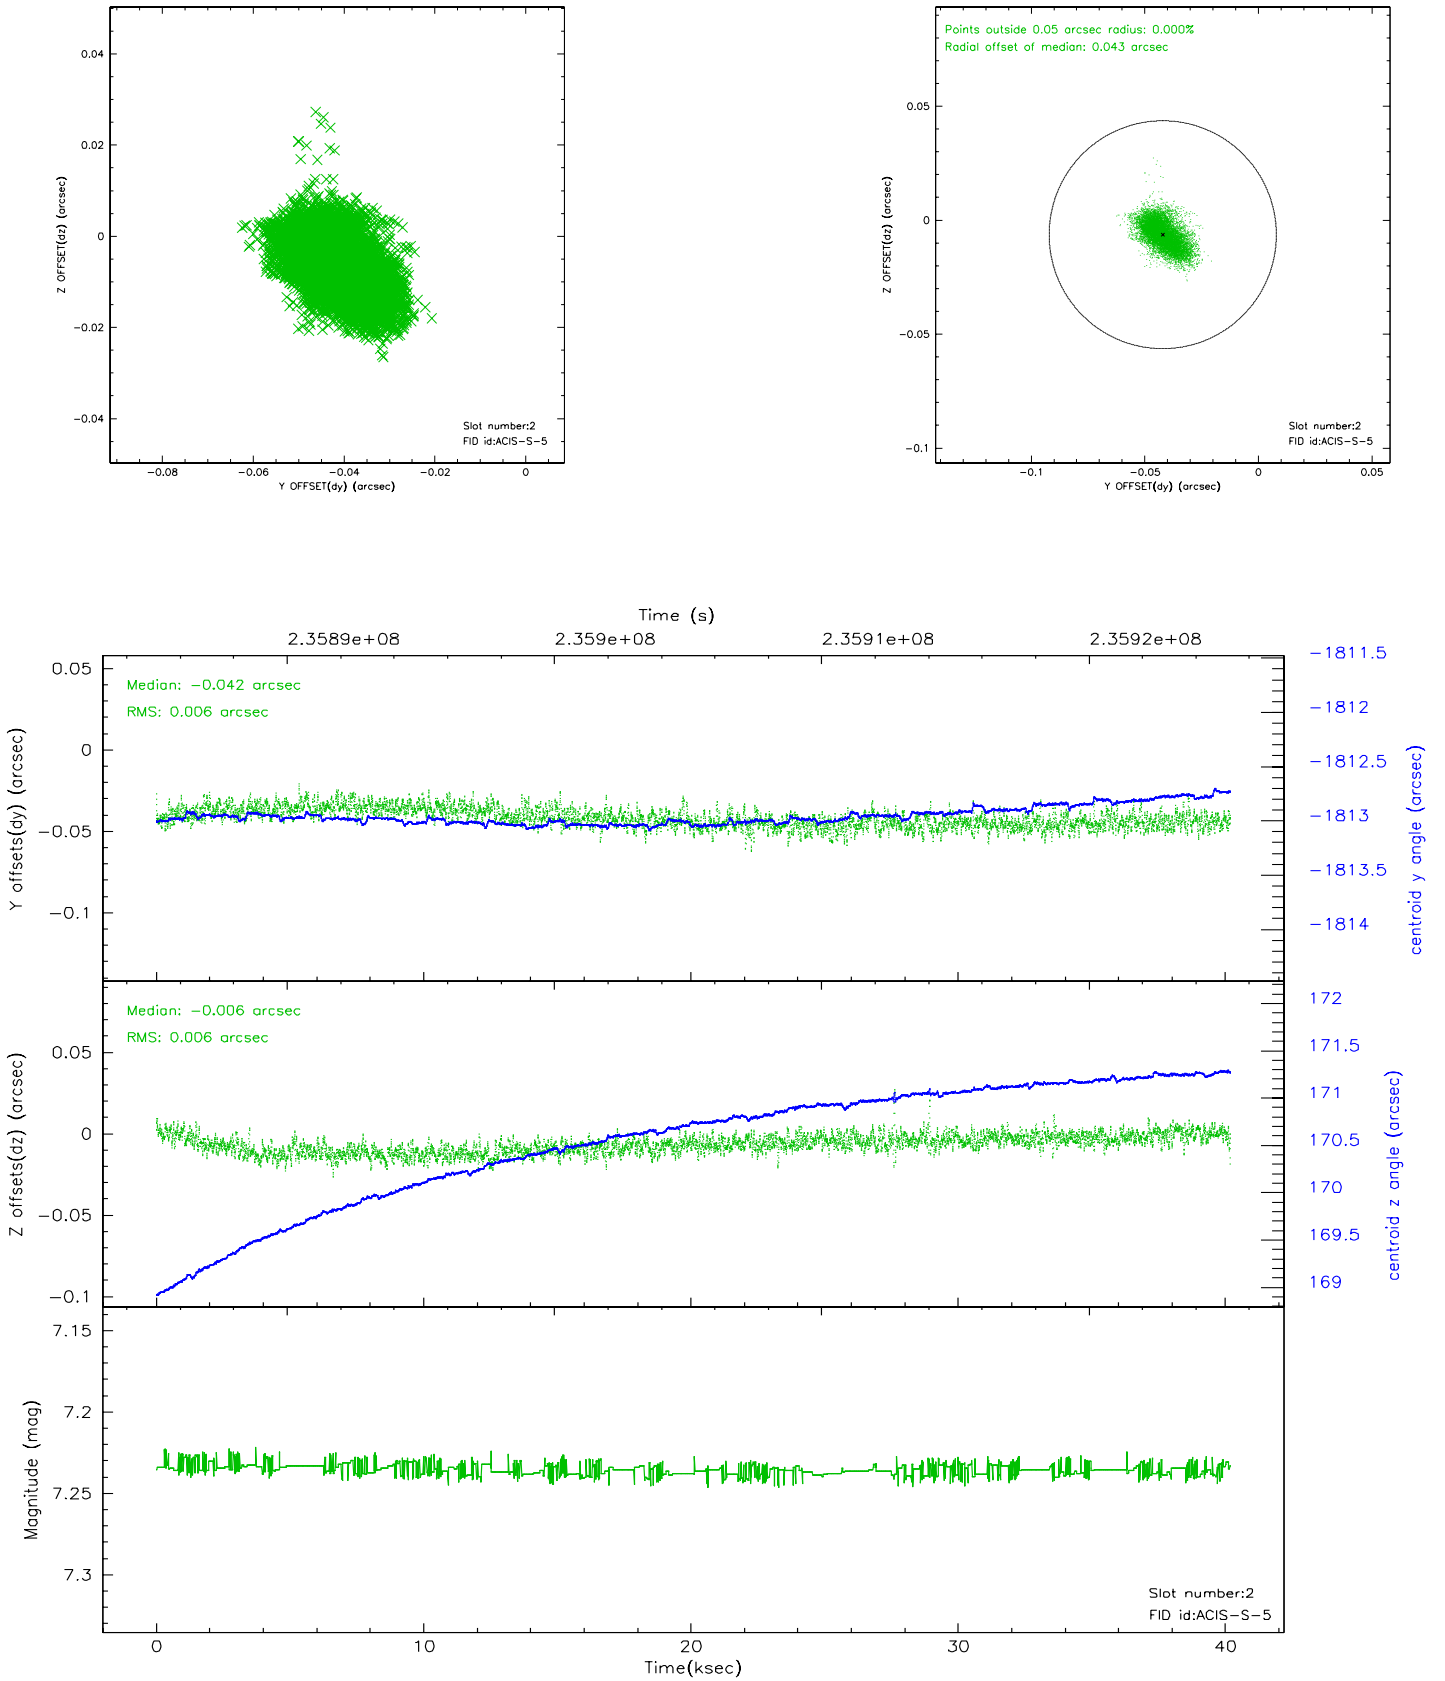 0.04
0.02
0
−0.02
−0.04
Z OFFSET(dz) (arcsec)
Slot number:2
FID id:ACIS−S−5
−0.08 −0.06 −0.04 −0.02 0
Y OFFSET(dy) (arcsec)
Points outside 0.05 arcsec radius: 0.000%
Radial offset of median: 0.043 arcsec
0.05
0
−0.05
−0.1
Z OFFSET(dz) (arcsec)
Slot number:2
FID id:ACIS−S−5
−0.1 −0.05 0 0.05
Y OFFSET(dy) (arcsec)
Time (s)
2.3589e+08 2.359e+08 2.3591e+08 2.3592e+08
Median: −0.042 arcsec
RMS: 0.006 arcsec
0.05
0
−0.05
−0.1
Y offsets(dy) (arcsec)
−1811.5
−1812
−1812.5
−1813
−1813.5
−1814
centroid y angle (arcsec)
Median: −0.006 arcsec
RMS: 0.006 arcsec
0.05
0
−0.05
−0.1
Z offsets(dz) (arcsec)
172
171.5
171
170.5
170
169.5
169
centroid z angle (arcsec)
7.15
7.2
7.25
7.3
Magnitude (mag)
Slot number:2
FID id:ACIS−S−5
0 10 20 30 40
Time(ksec)